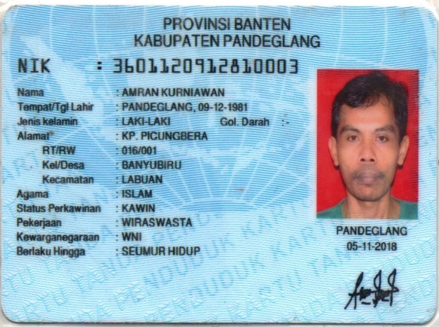 PROVINSI BANTEN
KABUPATEN PANDEGLANG
NIK : 3601120912810003
Nama : AMRAN KURNIAWAN
Tempat/Tgl Lahir : PANDEGLANG, 09-12-1981
Jenis kelamin : LAKI-LAKI Gol. Darah :-
Alamat : KP. PIGUNGBERA
RT/RW : 016/001
Kel/Desa : BANYUBIRU
Kecamatan : LABUAN
Agama : ISLAM
Status Perkawinan : KAWIN
Pekerjaan : WIRASWASTA
Kewarganegaraan : WNI
Berlaku Hingga : SEUMUR HIDUP
PANDEGLANG
05-11-2018